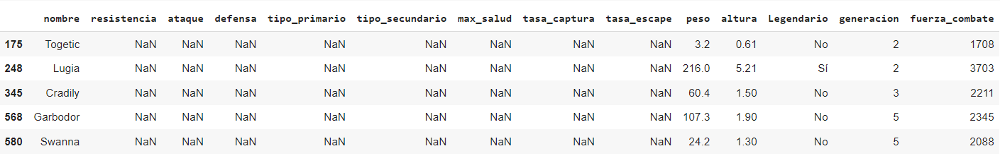 nombre resistencia ataque defensa tipo_primario tipo_secundario max_salud tasa_captura tasa_escape peso altura Legendario generacion fuerza_combate
175 Togetic NaN NaN NaN NaN NaN NaN NaN NaN 3.2 0.61 No 2 1708
248 Lugia NaN NaN NaN NaN NaN NaN NaN NaN 216.0 5.21 Sí 2 3703
345 Cradily NaN NaN NaN NaN NaN NaN NaN NaN 60.4 1.50 No 3 2211
568 Garbodor NaN NaN NaN NaN NaN NaN NaN NaN 107.3 1.90 No 5 2345
580 Swanna NaN NaN NaN NaN NaN NaN NaN NaN 24.2 1.30 No 5 2088